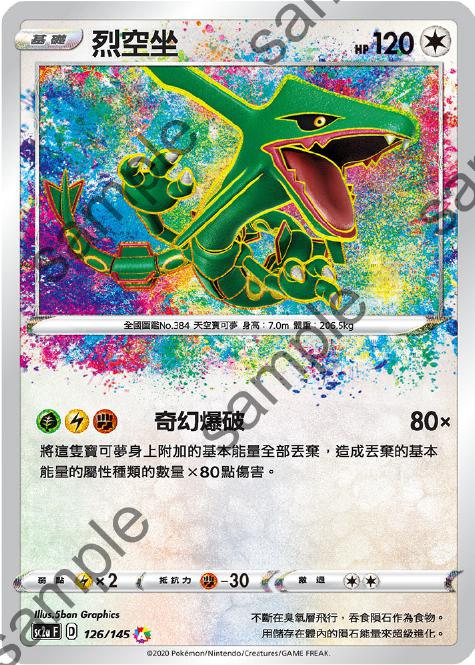 基礎 烈空坐 HP 120
全國圖鑑No.384 天空寶可夢 身高:7.0m 體重:206.5kg
奇幻爆破 80×
將這隻寶可夢身上附加的基本能量全部丟棄,造成丟棄的基本
能量的屬性種類的數量×80點傷害。
弱點 ×2 抵抗力 -30 撤退
Illus.5ban Graphics
sc2a F D 126/145
不斷在臭氧層飛行,吞食隕石作為食物。
用儲存在體內的隕石能量來超級進化。
©2020 Pokémon/Nintendo/Creatures/GAME FREAK.
sample
sample
sample
sample
sample
sample
sample
sample